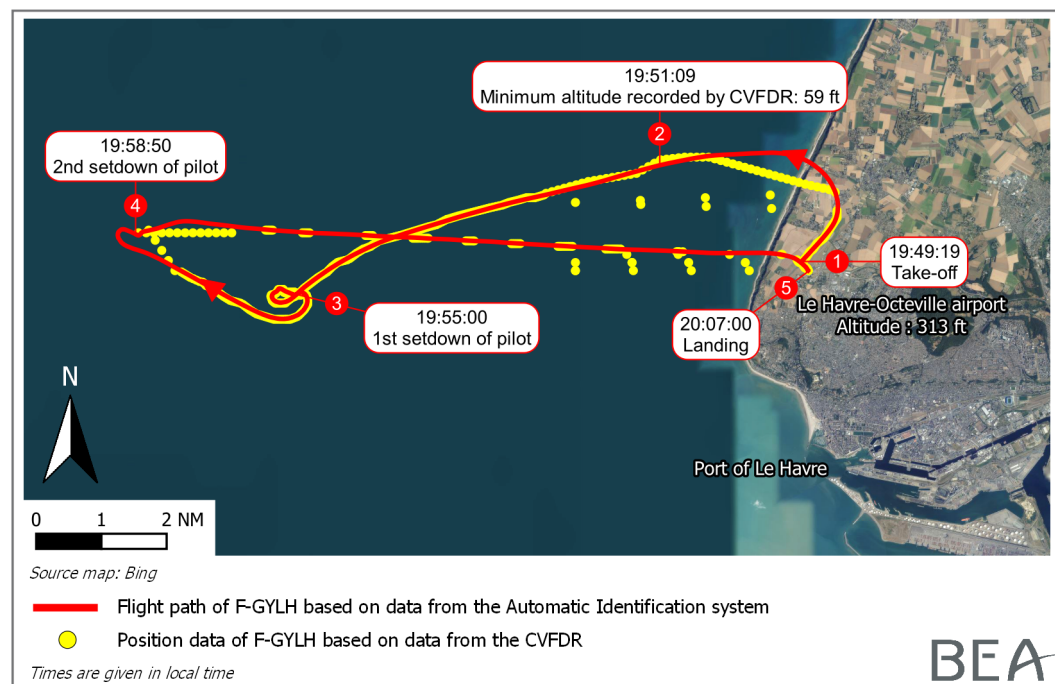 19:51:09
Minimum altitude recorded by CVFDR: 59 ft
2
19:58:50
2nd setdown of pilot
4
19:49:19
Take-off
1
5
3
19:55:00
1st setdown of pilot
20:07:00
Landing
Le Havre-Octeville airport
Altitude : 313 ft
N
Port of Le Havre
0 1 2 NM
Source map: Bing
Flight path of F-GYLH based on data from the Automatic Identification system
Position data of F-GYLH based on data from the CVFDR
Times are given in local time
BEA